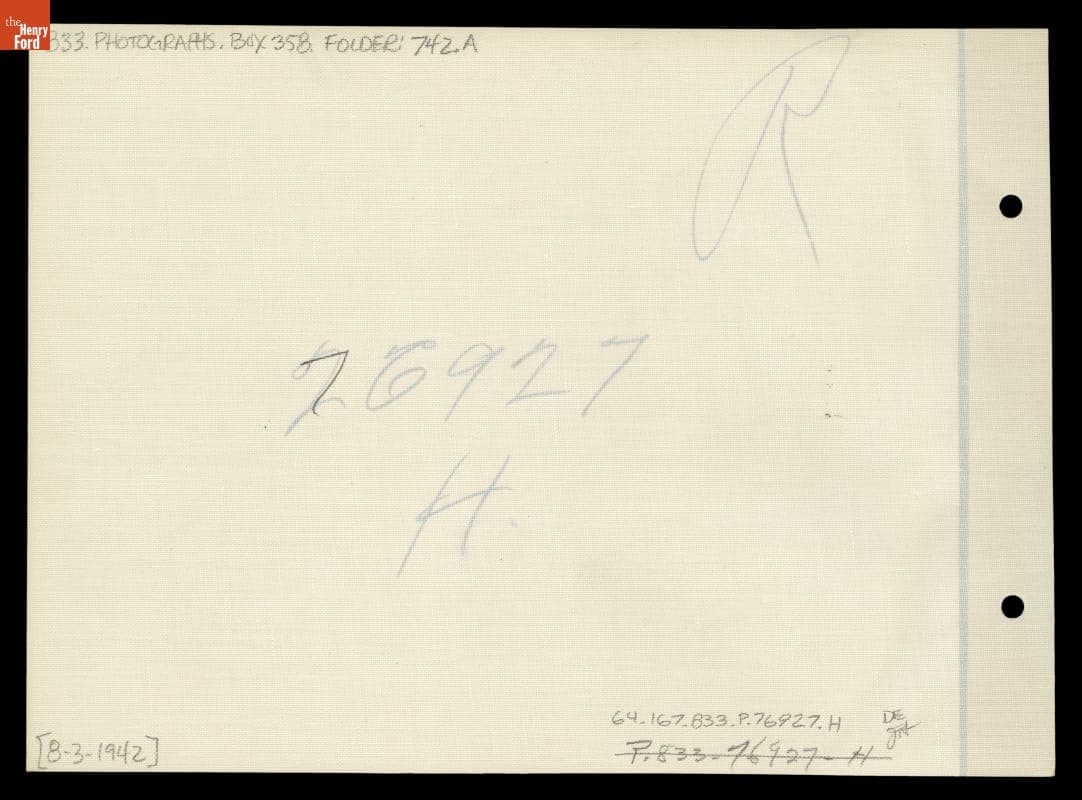 the
Henry
Ford
833. PHOTOGRAPHS. BOX 358. FOLDER: 742.A
R
76927
H.
64.167.833.P.76927.H
DE
P.833-76927-H
[8-3-1942]